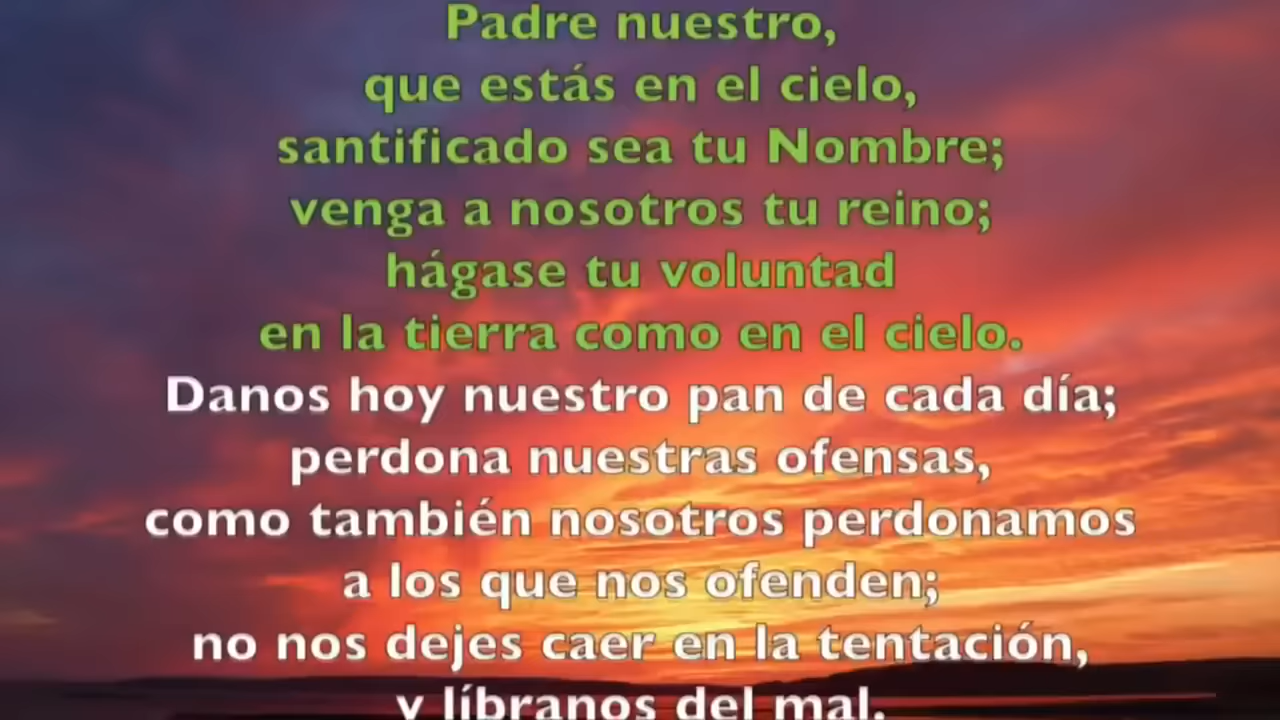 Padre nuestro,
que estás en el cielo,
santificado sea tu Nombre;
venga a nosotros tu reino;
hágase tu voluntad
en la tierra como en el cielo.
Danos hoy nuestro pan de cada día;
perdona nuestras ofensas,
como también nosotros perdonamos
a los que nos ofenden;
no nos dejes caer en la tentación,
y líbranos del mal.